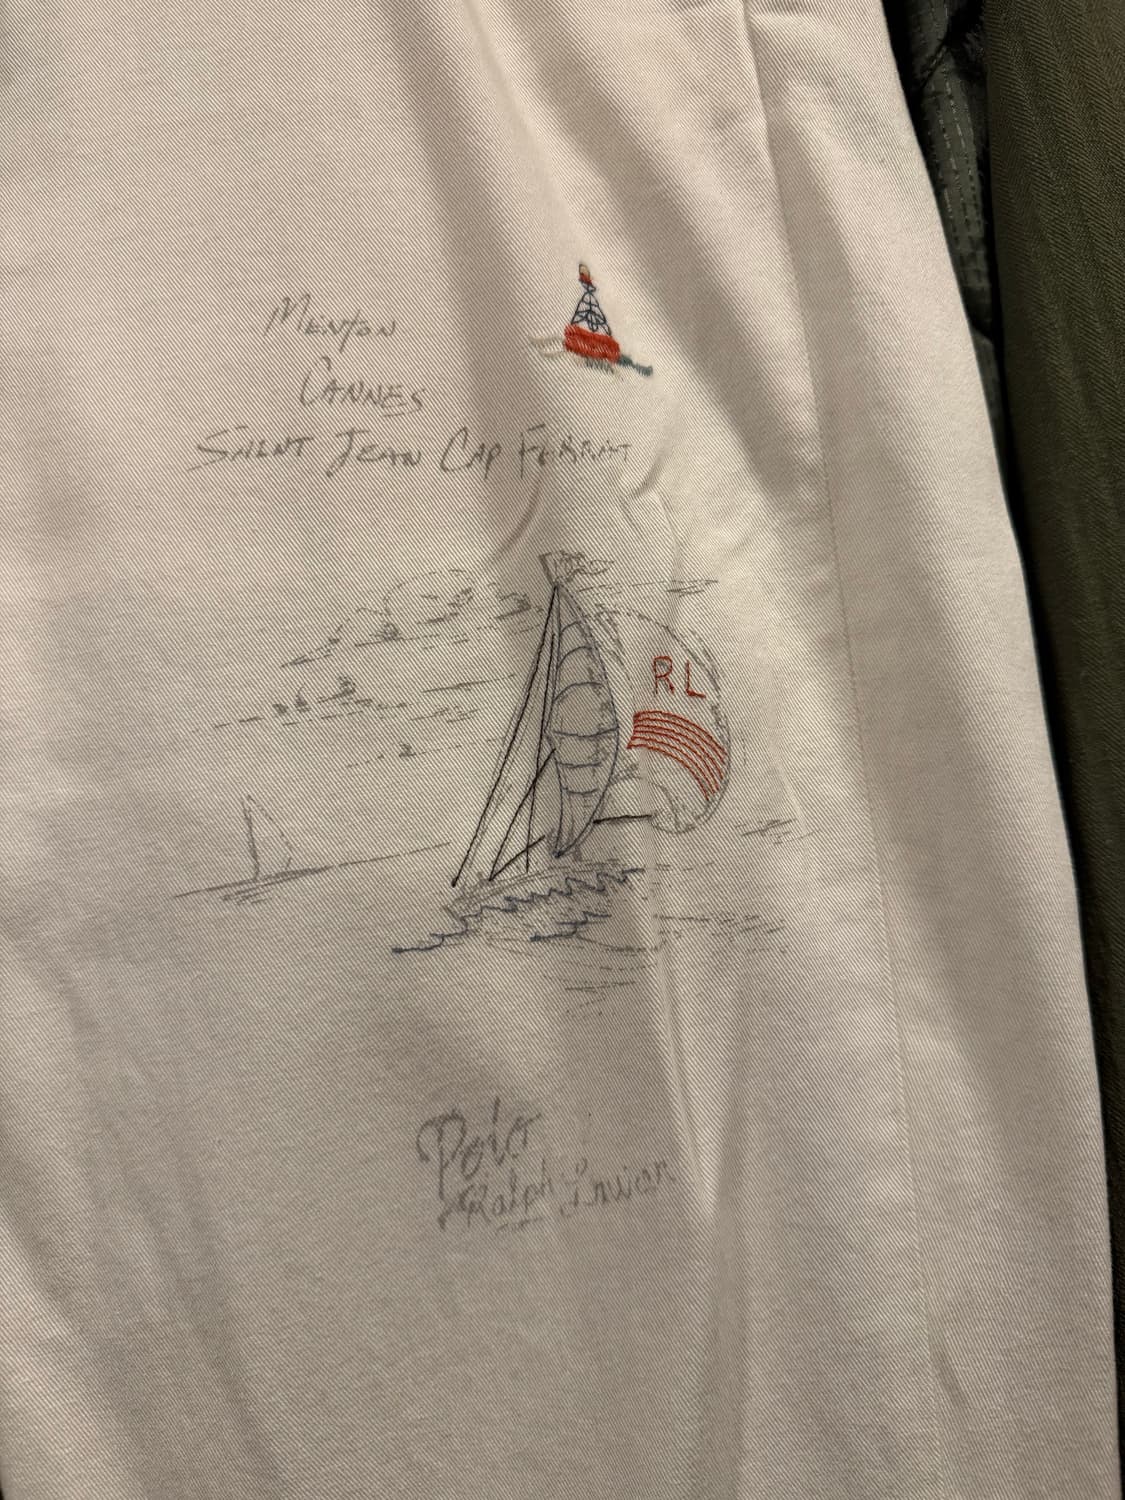 Menton
Cannes
Saint Jean Cap Ferrat
RL
Polo
Ralph Lauren